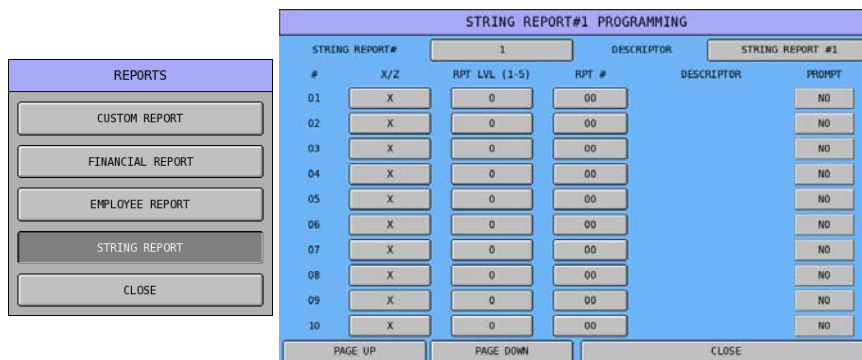 REPORTS
CUSTOM REPORT
FINANCIAL REPORT
EMPLOYEE REPORT
STRING REPORT
CLOSE
STRING REPORT#1 PROGRAMMING
STRING REPORT# 1 DESCRIPTOR STRING REPORT #1
# X/Z RPT LVL (1-5) RPT # DESCRIPTOR PROMPT
01 X 0 00 NO
02 X 0 00 NO
03 X 0 00 NO
04 X 0 00 NO
05 X 0 00 NO
06 X 0 00 NO
07 X 0 00 NO
08 X 0 00 NO
09 X 0 00 NO
10 X 0 00 NO
PAGE UP PAGE DOWN CLOSE